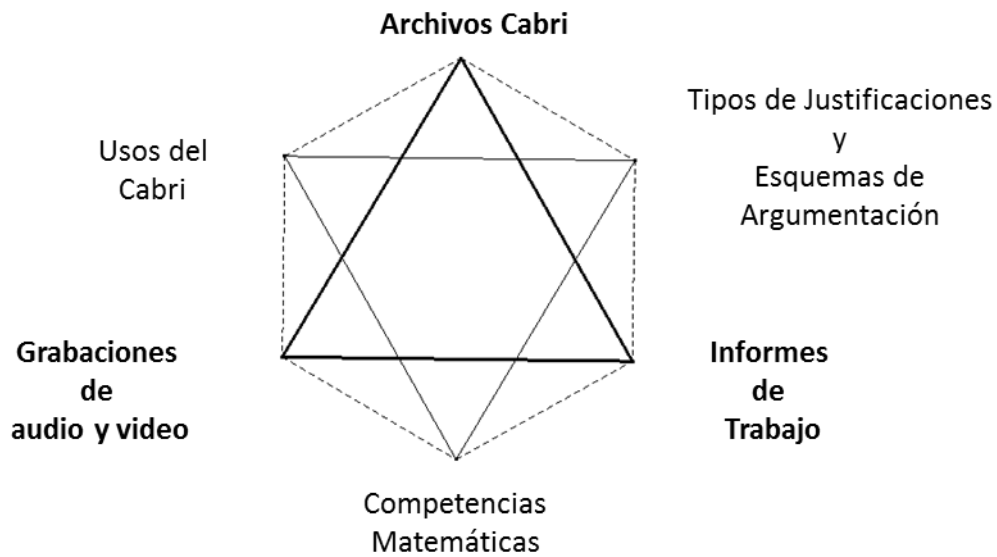 Archivos Cabri
Tipos de Justificaciones
y
Esquemas de
Argumentación
Usos del
Cabri
Grabaciones
de
audio y video
Informes
de
Trabajo
Competencias
Matemáticas